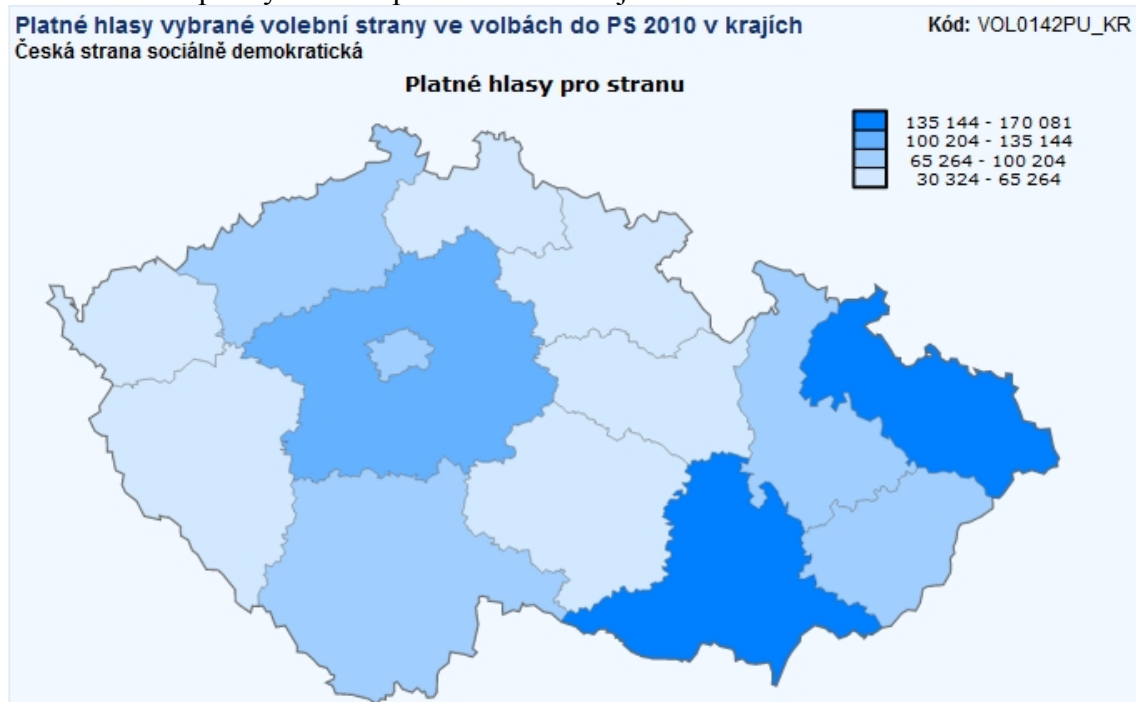 Platné hlasy vybrané volební strany ve volbách do PS 2010 v krajích
Kód: VOL0142PU_KR
Česká strana sociálně demokratická
Platné hlasy pro stranu
135 144 - 170 081
100 204 - 135 144
65 264 - 100 204
30 324 - 65 264